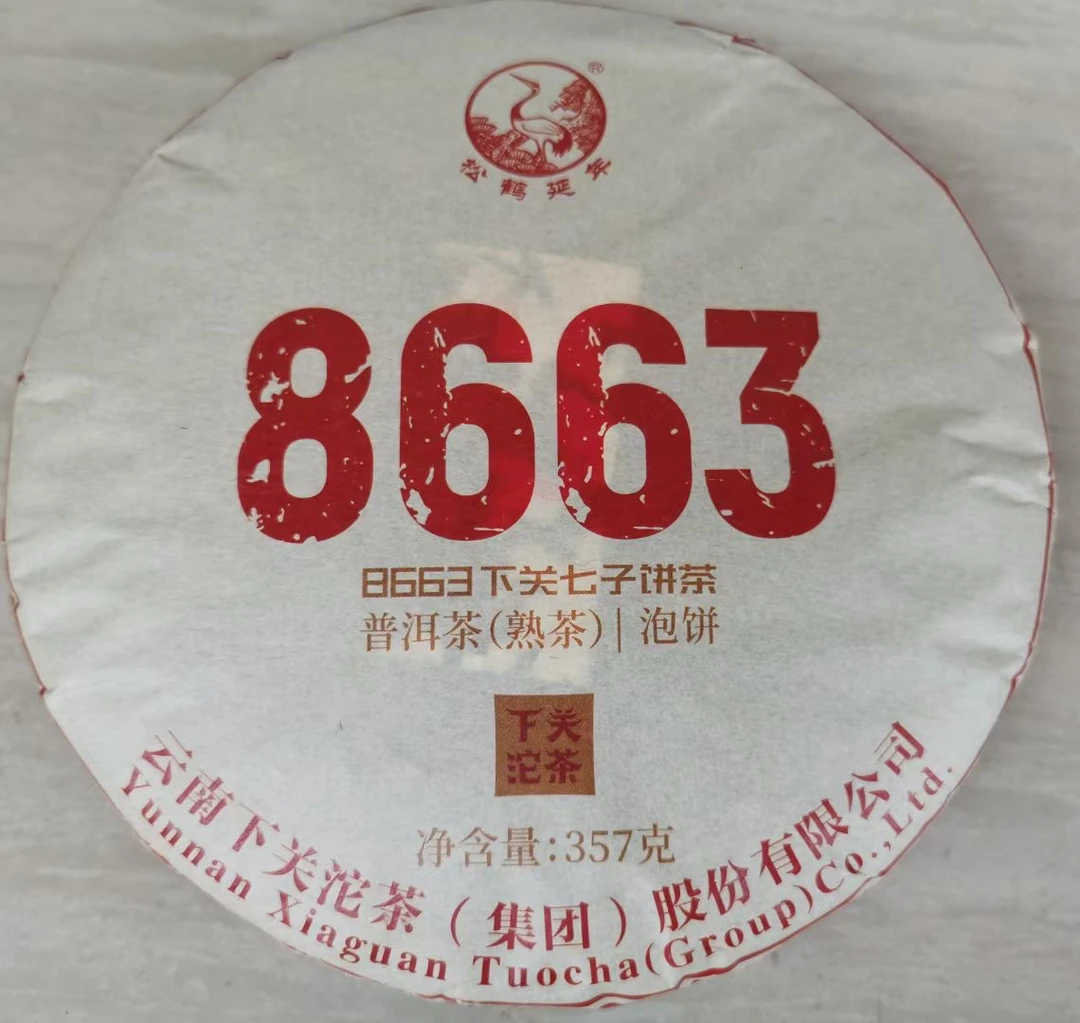 ®
松鹤延年
8663
8663下关七子饼茶
普洱茶(熟茶)|泡饼
下关
沱茶
净含量:357克
云南下关沱茶(集团)股份有限公司
Yunnan Xiaguan Tuocha(Group)Co.,Ltd.